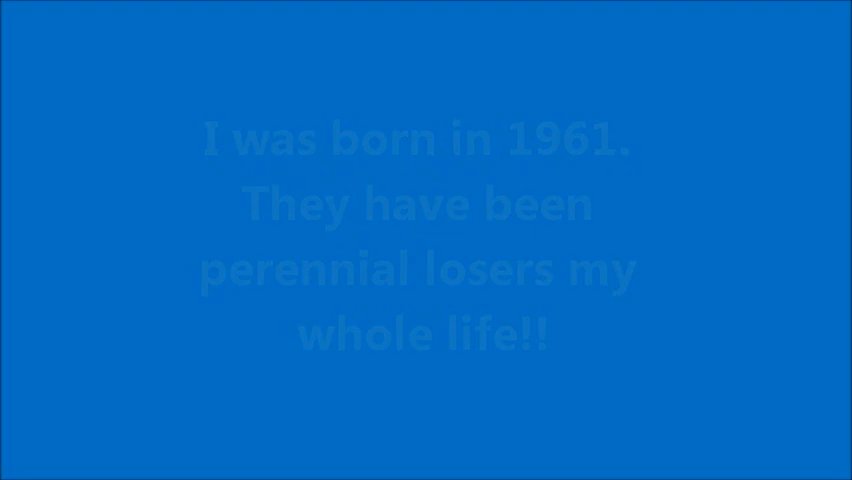 I was born in 1961.
They have been
perennial losers my
whole life!!